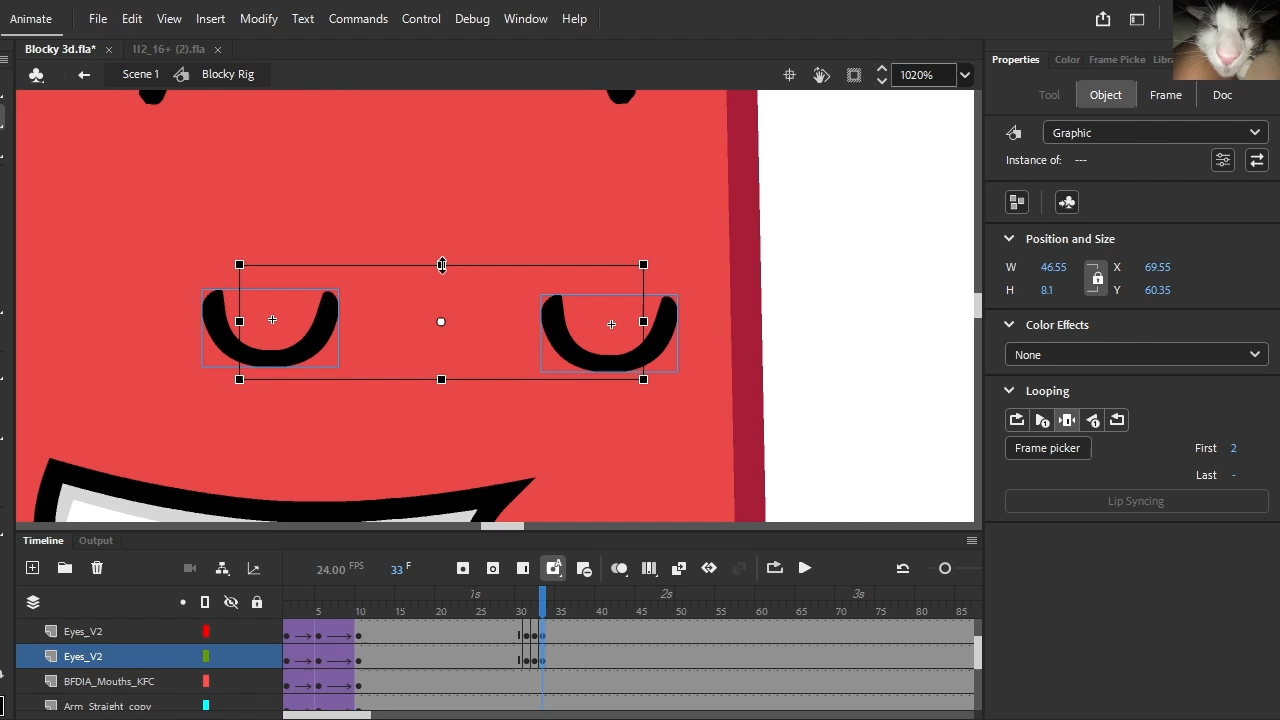 Animate File Edit View Insert Modify Text Commands Control Debug Window Help
Blocky 3d.fla* II2_16+ (2).fla
Scene 1 Blocky Rig 1020%
Properties Color Frame Picke Libra
Tool Object Frame Doc
Graphic
Instance of: ---
Position and Size
W 46.55 X 69.55
H 8.1 Y 60.35
Color Effects
None
Looping
Frame picker First 2
Last -
Lip Syncing
Timeline Output
24.00 FPS 33 F
1s 2s 3s
5 10 15 20 25 30 35 40 45 50 55 60 65 70 75 80 85
Eyes_V2
Eyes_V2
BFDIA_Mouths_KFC
Arm_Straight_copy